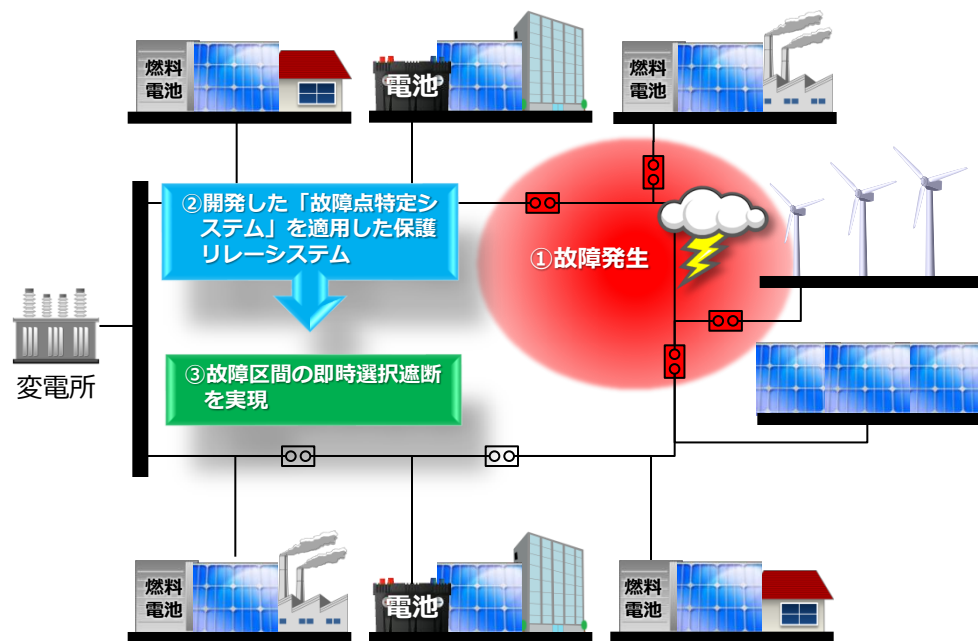 燃料
電池
電池
燃料
電池
②開発した「故障点特定シ
ステム」を適用した保護
リレーシステム
①故障発生
変電所
③故障区間の即時選択遮断
を実現
燃料
電池
電池
燃料
電池